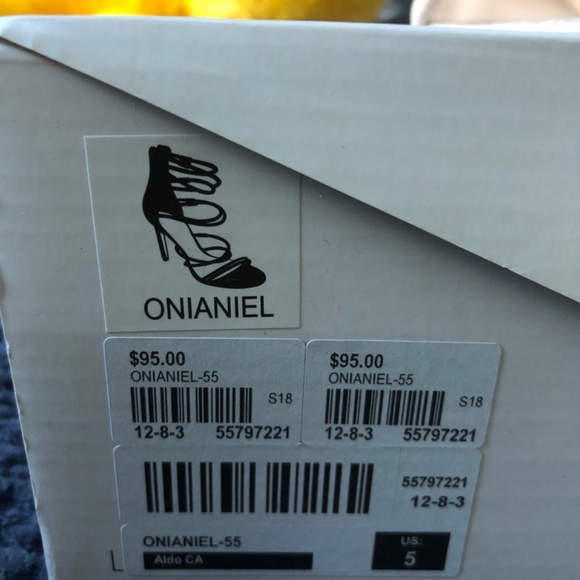 ONIANIEL
$95.00
ONIANIEL-55
S18
12-8-3 55797221
$95.00
ONIANIEL-55
S18
12-8-3 55797221
55797221
12-8-3
ONIANIEL-55
US:
Aldo CA
5